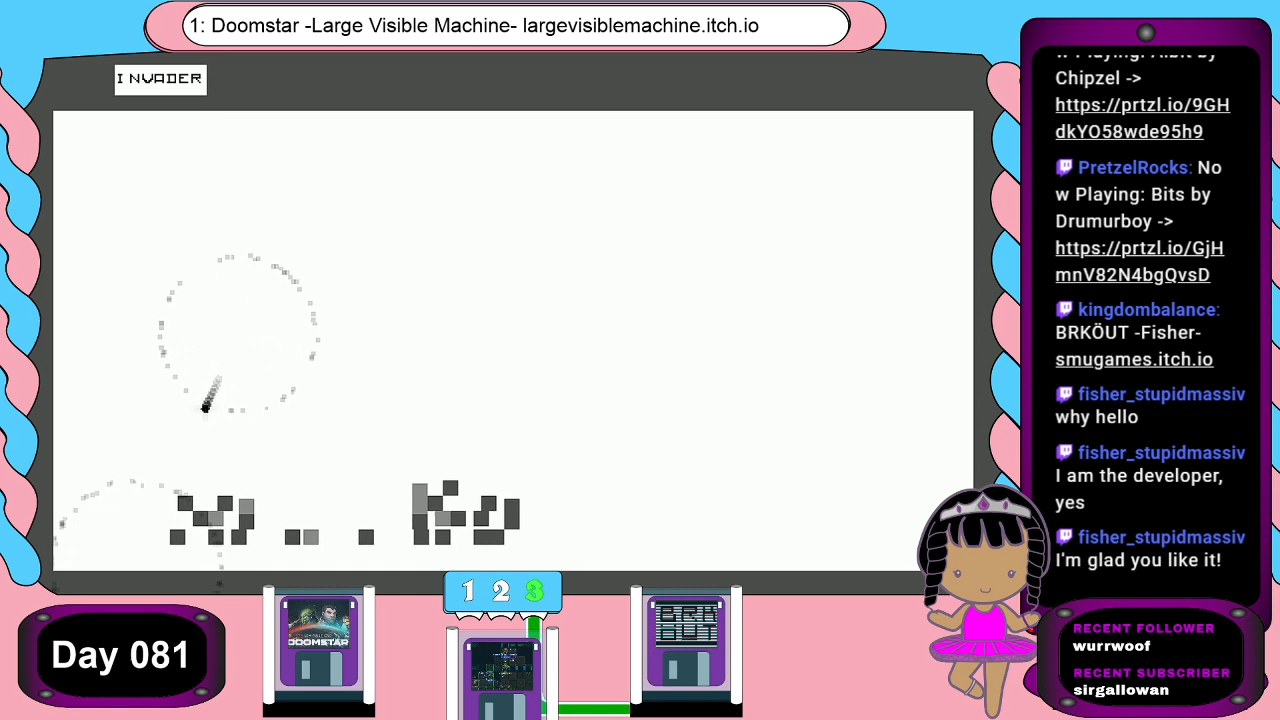 1: Doomstar -Large Visible Machine- largevisiblemachine.itch.io
INVADER
Chipzel ->
https://prtzl.io/9GH
dkYO58wde95h9
PretzelRocks: No
w Playing: Bits by
Drumurboy ->
https://prtzl.io/GjH
mnV82N4bgQvsD
kingdombalance:
BRKÖUT -Fisher-
smugames.itch.io
fisher_stupidmassiv
why hello
fisher_stupidmassiv
I am the developer,
yes
fisher_stupidmassiv
I'm glad you like it!
1 2 3
Day 081
DOOMSTAR
RECENT FOLLOWER
wurrwoof
RECENT SUBSCRIBER
sirgallowan